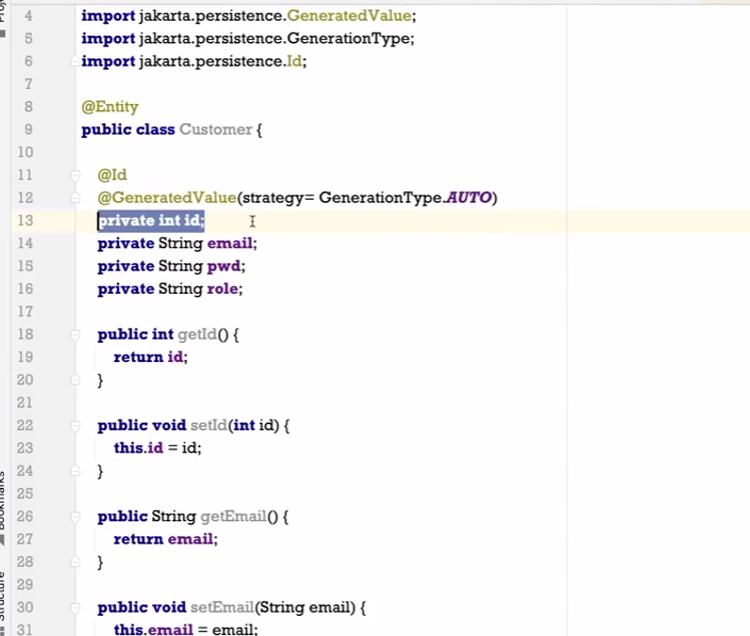 4 import jakarta.persistence.GeneratedValue;
5 import jakarta.persistence.GenerationType;
6 import jakarta.persistence.Id;
7
8 @Entity
9 public class Customer {
10
11 @Id
12 @GeneratedValue(strategy= GenerationType.AUTO)
13 private int id;
14 private String email;
15 private String pwd;
16 private String role;
17
18 public int getId() {
19 return id;
20 }
21
22 public void setId(int id) {
23 this.id = id;
24 }
25
26 public String getEmail() {
27 return email;
28 }
29
30 public void setEmail(String email) {
31 this.email = email;
Structure